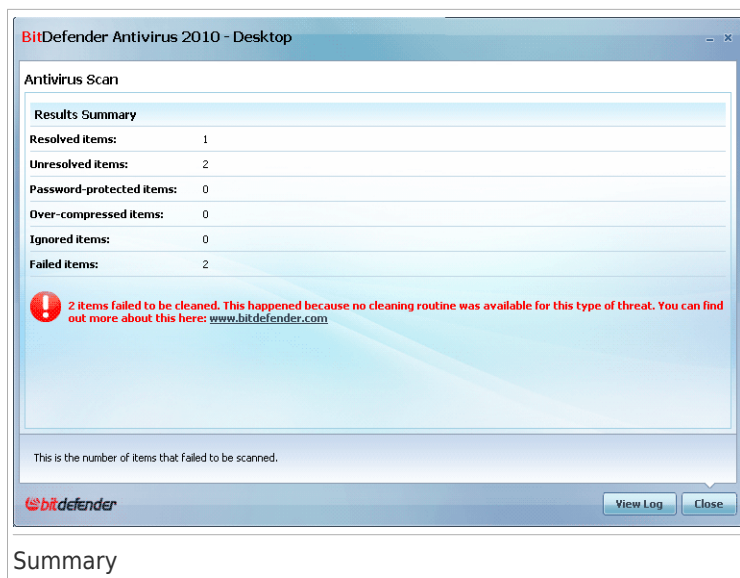 BitDefender Antivirus 2010 - Desktop
Antivirus Scan
Results Summary
Resolved items: 1
Unresolved items: 2
Password-protected items: 0
Over-compressed items: 0
Ignored items: 0
Failed items: 2
2 items failed to be cleaned. This happened because no cleaning routine was available for this type of threat. You can find
out more about this here: www.bitdefender.com
This is the number of items that failed to be scanned.
bitdefender
View Log
Close
Summary